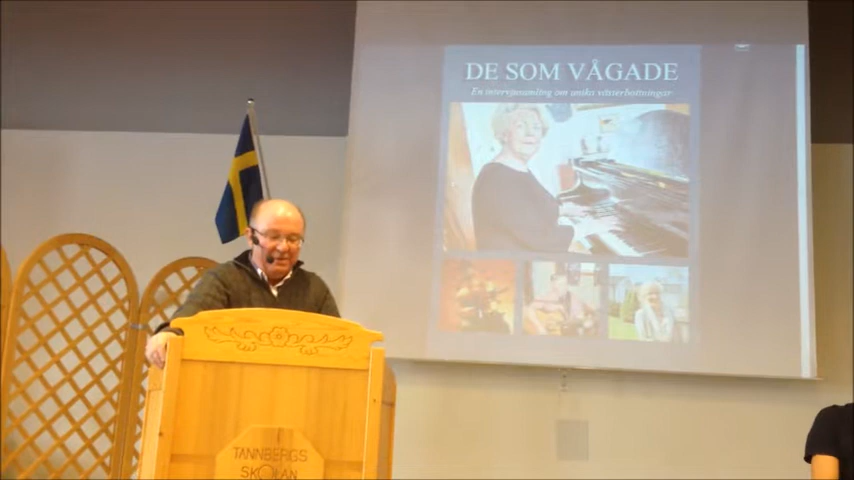 DE SOM VÅGADE
En intervjusamling om unika västerbottningar
TANNBERGS
SKOLAN